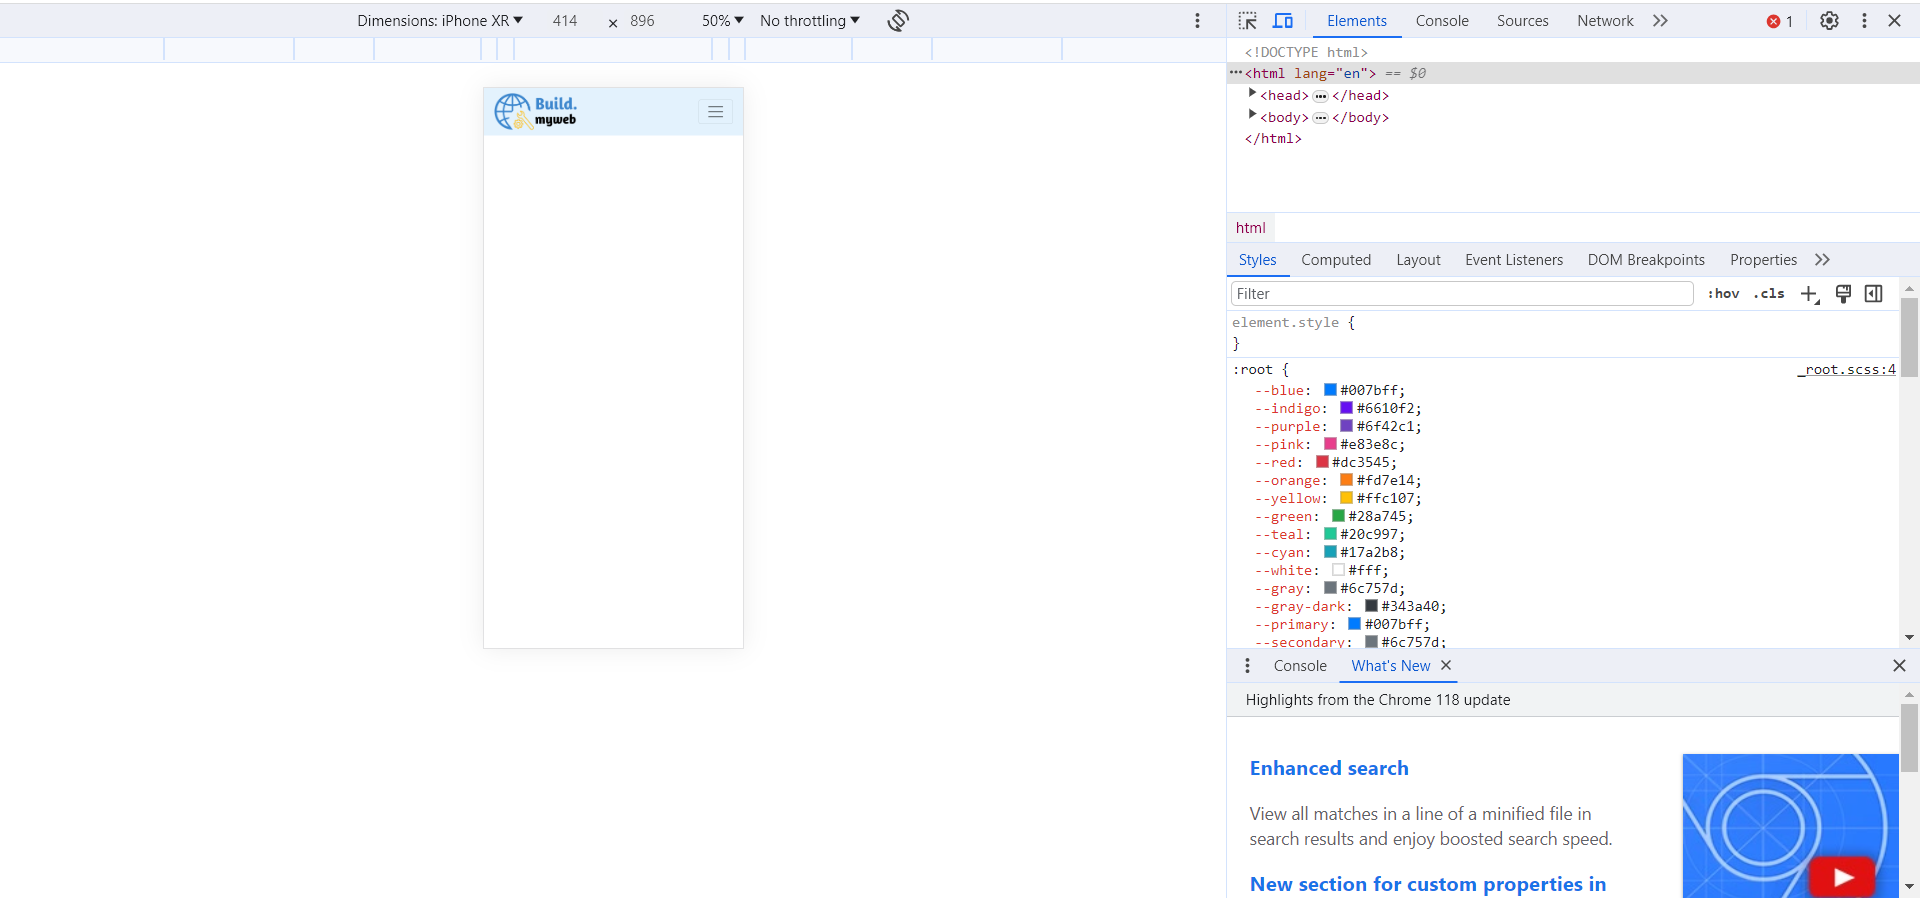 Dimensions: iPhone XR 414 × 896 50% No throttling
Build.
myweb
Elements Console Sources Network 1
<!DOCTYPE html>
<html lang="en"> == $0
<head> ••• </head>
<body> ••• </body>
</html>
html
Styles Computed Layout Event Listeners DOM Breakpoints Properties
Filter :hov .cls
element.style {
}
:root { _root.scss:4
--blue: #007bff;
--indigo: #6610f2;
--purple: #6f42c1;
--pink: #e83e8c;
--red: #dc3545;
--orange: #fd7e14;
--yellow: #ffc107;
--green: #28a745;
--teal: #20c997;
--cyan: #17a2b8;
--white: #fff;
--gray: #6c757d;
--gray-dark: #343a40;
--primary: #007bff;
--secondary: #6c757d;
Console What's New
Highlights from the Chrome 118 update
Enhanced search
View all matches in a line of a minified file in
search results and enjoy boosted search speed.
New section for custom properties in